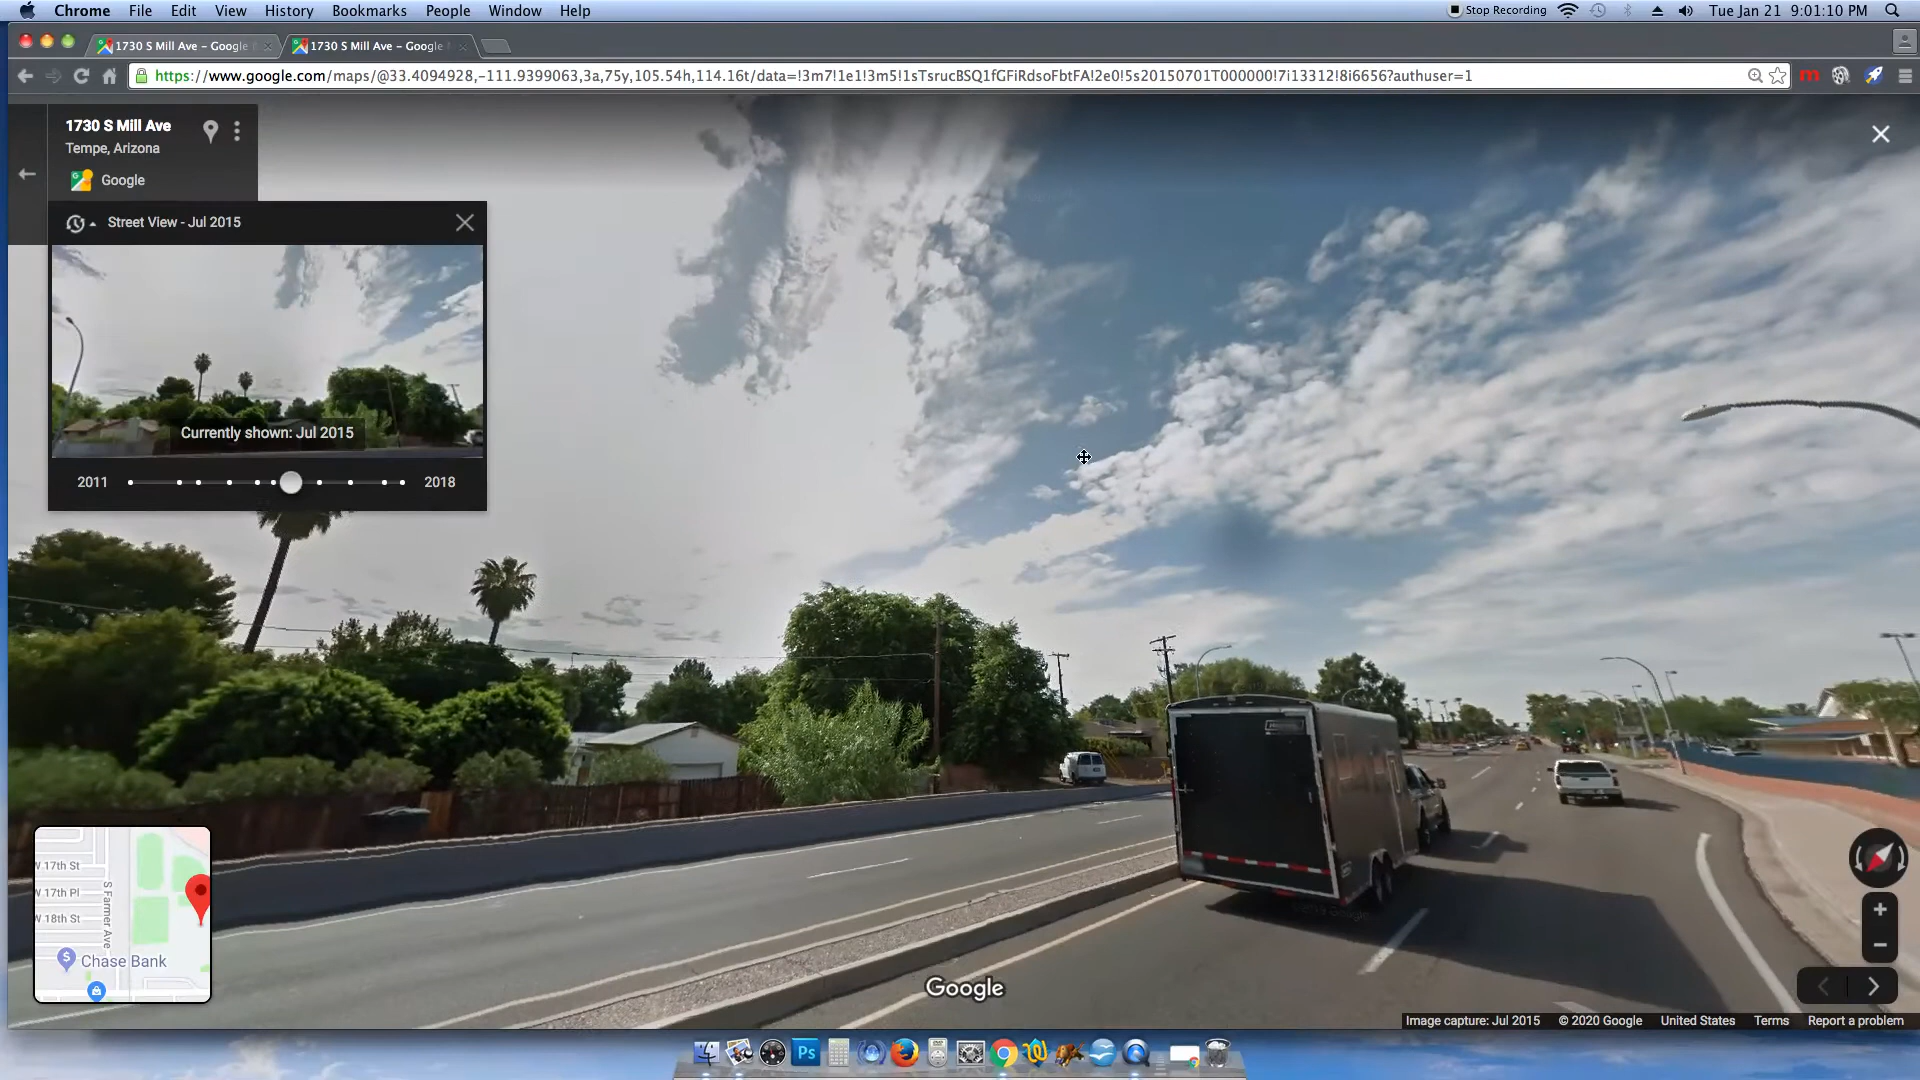 Chrome File Edit View History Bookmarks People Window Help
Stop Recording Tue Jan 21 9:01:10 PM
1730 S Mill Ave – Google
1730 S Mill Ave – Google
https://www.google.com/maps/@33.4094928,-111.9399063,3a,75y,105.54h,114.16t/data=!3m7!1e1!3m5!1sTsrucBSQ1fGFiRdsoFbtFA!2e0!5s20150701T000000!7i13312!8i6656?authuser=1
1730 S Mill Ave
Tempe, Arizona
Google
Street View - Jul 2015
Currently shown: Jul 2015
2011 2018
W 17th St
W 17th Pl
W 18th St
S Farmer Ave
Chase Bank
Google
Image capture: Jul 2015 © 2020 Google United States Terms Report a problem
Ps